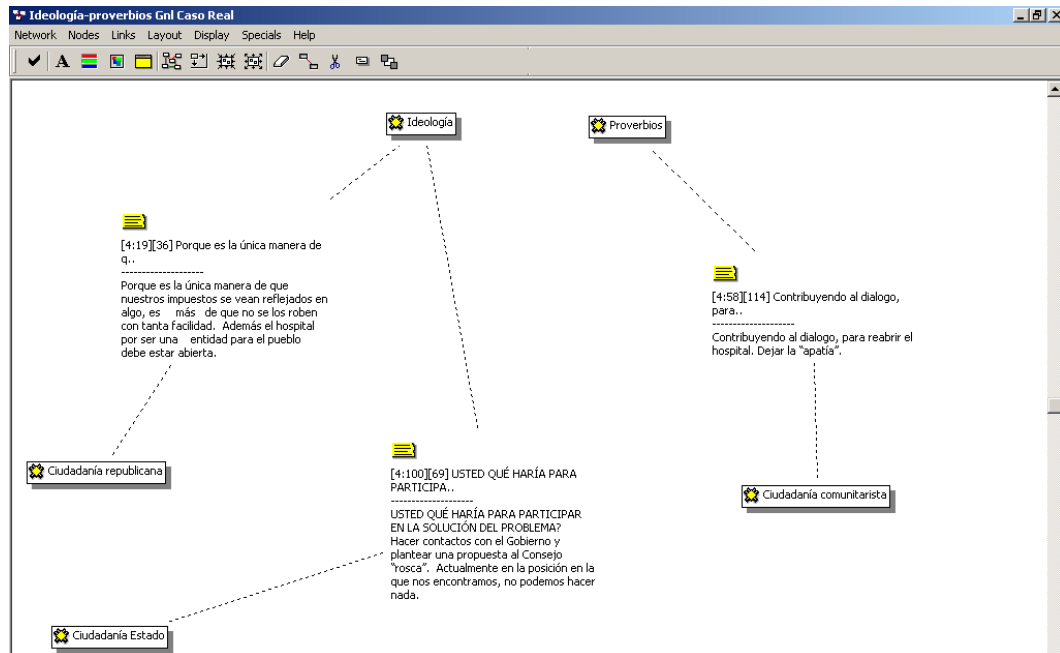 Ideología-proverbios Gnl Caso Real
Network Nodes Links Layout Display Specials Help
A
Ideología
Proverbios
[4:19][36] Porque es la única manera de
q..
--------------------
Porque es la única manera de que
nuestros impuestos se vean reflejados en
algo, es más de que no se los roben
con tanta facilidad. Además el hospital
por ser una entidad para el pueblo
debe estar abierta.
[4:58][114] Contribuyendo al dialogo,
para..
--------------------
Contribuyendo al dialogo, para reabrir el
hospital. Dejar la "apatía".
Ciudadanía republicana
[4:100][69] USTED QUÉ HARÍA PARA
PARTICIPA..
--------------------
USTED QUÉ HARÍA PARA PARTICIPAR
EN LA SOLUCIÓN DEL PROBLEMA?
Hacer contactos con el Gobierno y
plantear una propuesta al Consejo
"rosca". Actualmente en la posición en la
que nos encontramos, no podemos hacer
nada.
Ciudadanía comunitarista
Ciudadanía Estado